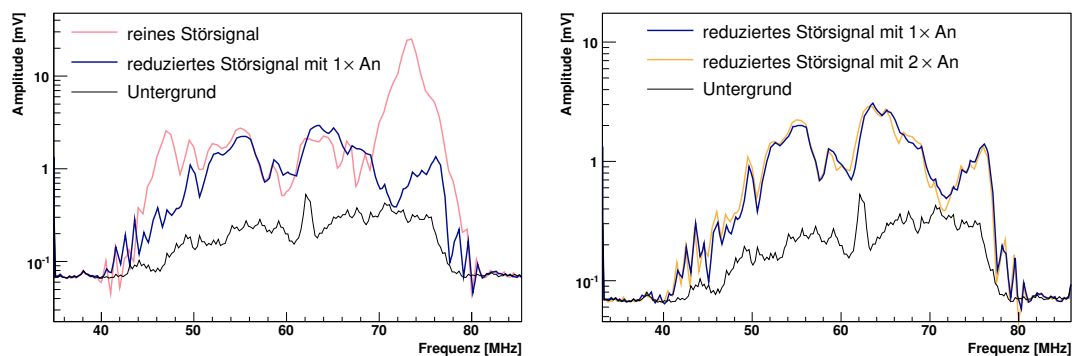 Amplitude [mV]
10
1
10-1
reines Störsignal
reduziertes Störsignal mit 1× An
Untergrund
40 50 60 70 80
Frequenz [MHz]
Amplitude [mV]
10
1
10-1
reduziertes Störsignal mit 1× An
reduziertes Störsignal mit 2× An
Untergrund
40 50 60 70 80
Frequenz [MHz]